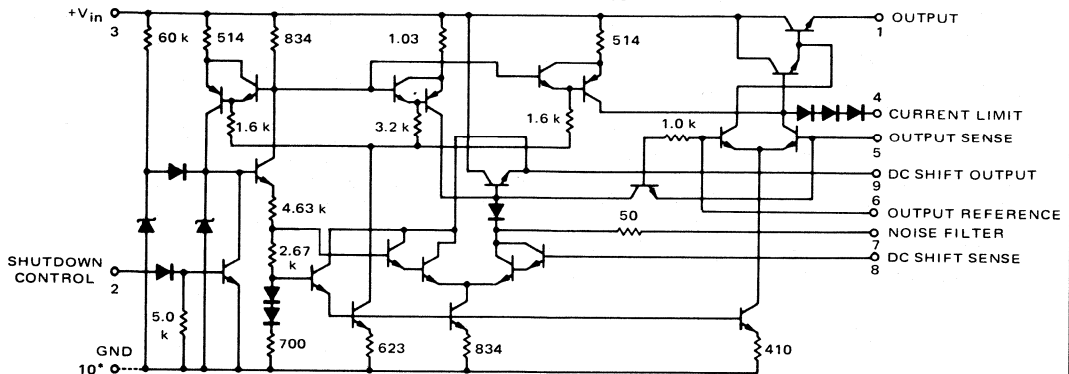 +Vin
3
60 k
514
834
1.03
514
OUTPUT
1
1.6 k
3.2 k
1.6 k
1.0 k
4
CURRENT LIMIT
OUTPUT SENSE
5
DC SHIFT OUTPUT
9
6
OUTPUT REFERENCE
4.63 k
50
NOISE FILTER
7
DC SHIFT SENSE
8
2.67
k
SHUTDOWN
CONTROL
2
5.0
k
700
623
834
410
GND
10*